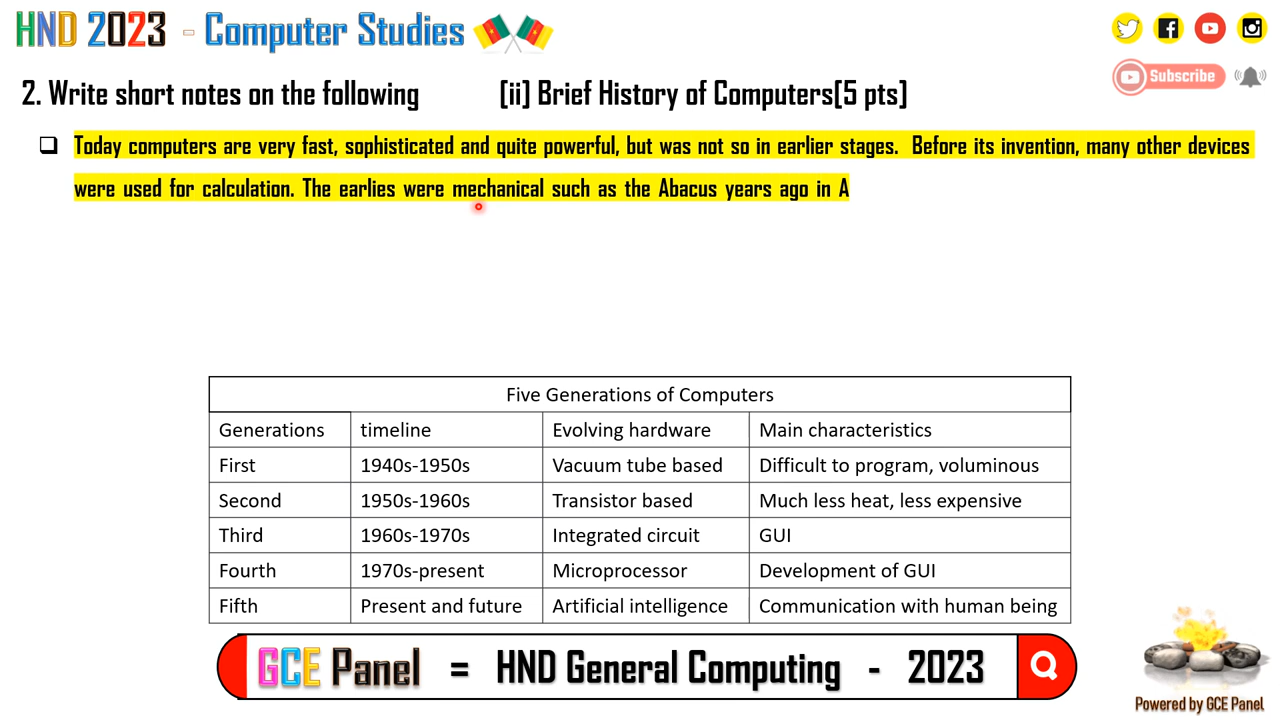 HND 2023 - Computer Studies
Subscribe
2. Write short notes on the following [ii] Brief History of Computers[5 pts]
Today computers are very fast, sophisticated and quite powerful, but was not so in earlier stages. Before its invention, many other devices
were used for calculation. The earlies were mechanical such as the Abacus years ago in A
Five Generations of Computers
Generations timeline Evolving hardware Main characteristics
First 1940s-1950s Vacuum tube based Difficult to program, voluminous
Second 1950s-1960s Transistor based Much less heat, less expensive
Third 1960s-1970s Integrated circuit GUI
Fourth 1970s-present Microprocessor Development of GUI
Fifth Present and future Artificial intelligence Communication with human being
GCE Panel = HND General Computing - 2023
Powered by GCE Panel